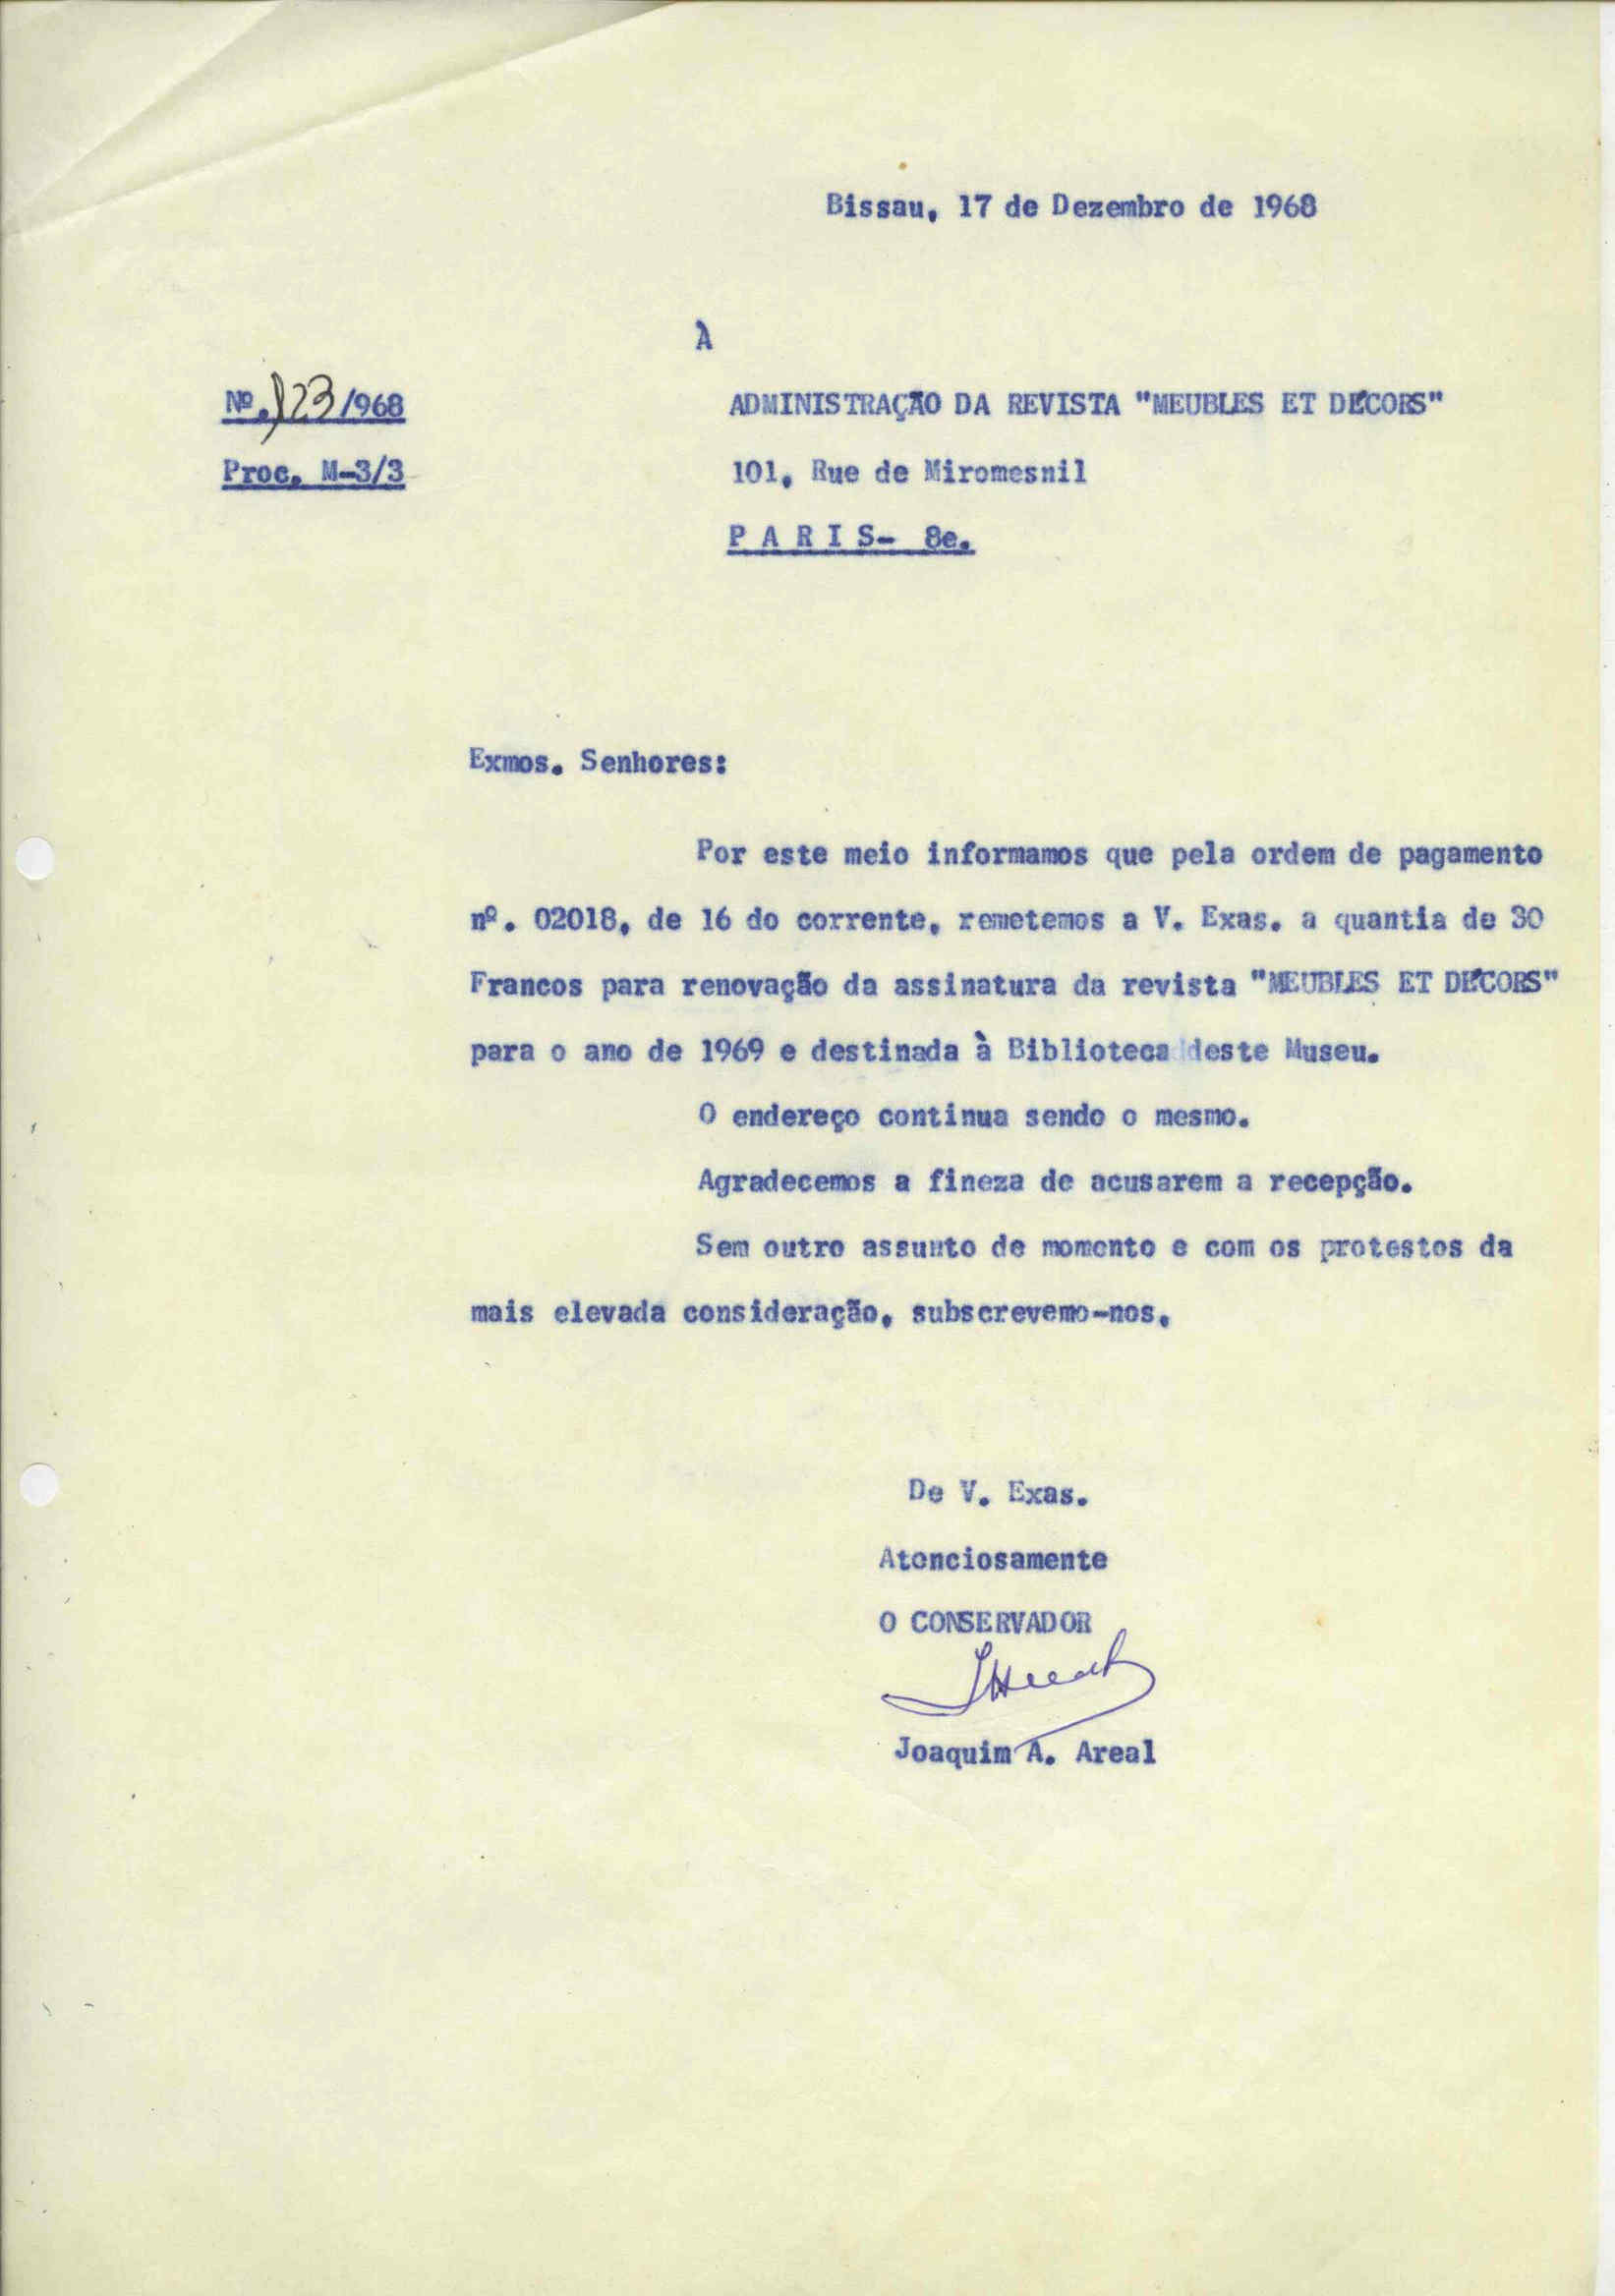 Bissau, 17 de Dezembro de 1968
À
Nº. 123/968
ADMINISTRAÇÃO DA REVISTA "MEUBLES ET DÉCORS"
Proc. M-3/3
101, Rue de Miromesnil
P A R I S- 8e.
Exmos. Senhores:
Por este meio informamos que pela ordem de pagamento
nº. 02018, de 16 do corrente, remetemos a V. Exas. a quantia de 30
Francos para renovação da assinatura da revista "MEUBLES ET DÉCORS"
para o ano de 1969 e destinada à Biblioteca deste Museu.
O endereço continua sendo o mesmo.
Agradecemos a fineza de acusarem a recepção.
Sem outro assunto de momento e com os protestos da
mais elevada consideração, subscrevemo-nos,
De V. Exas.
Atenciosamente
O CONSERVADOR
Joaquim A. Areal